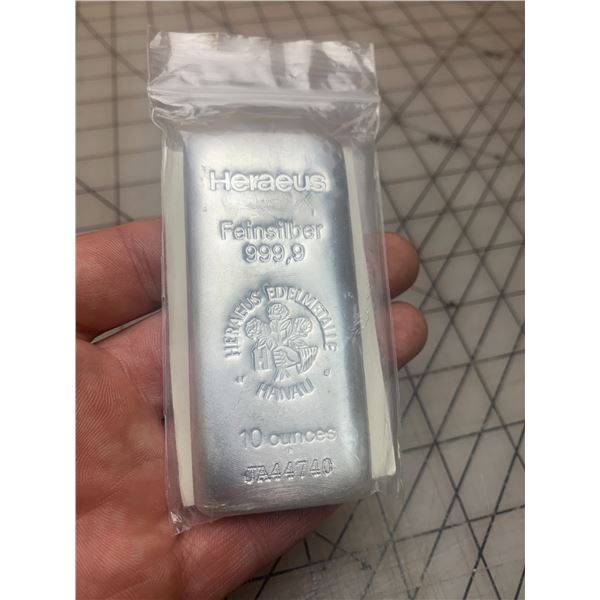 Heraeus
Feinsilber
999,9
HERAEUS EDELMETALLE
HANAU
10 ounces
JA44740